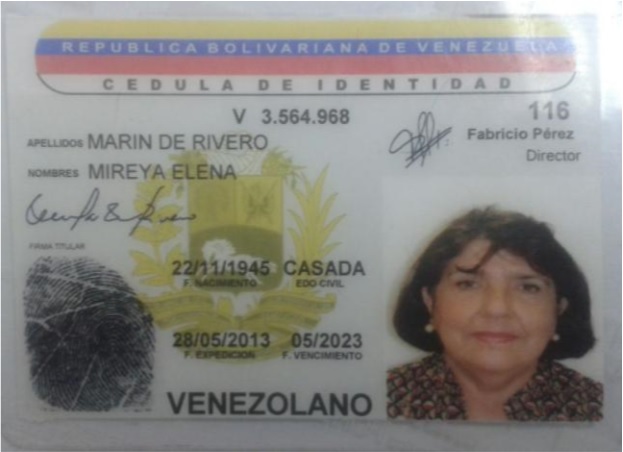 REPUBLICA BOLIVARIANA DE VENEZUELA
CEDULA DE IDENTIDAD
V 3.564.968
116
Fabricio Pérez
Director
APELLIDOS MARIN DE RIVERO
NOMBRES MIREYA ELENA
FIRMA TITULAR
22/11/1945 CASADA
F. NACIMIENTO EDO CIVIL
28/05/2013 05/2023
F. EXPEDICION F. VENCIMIENTO
VENEZOLANO